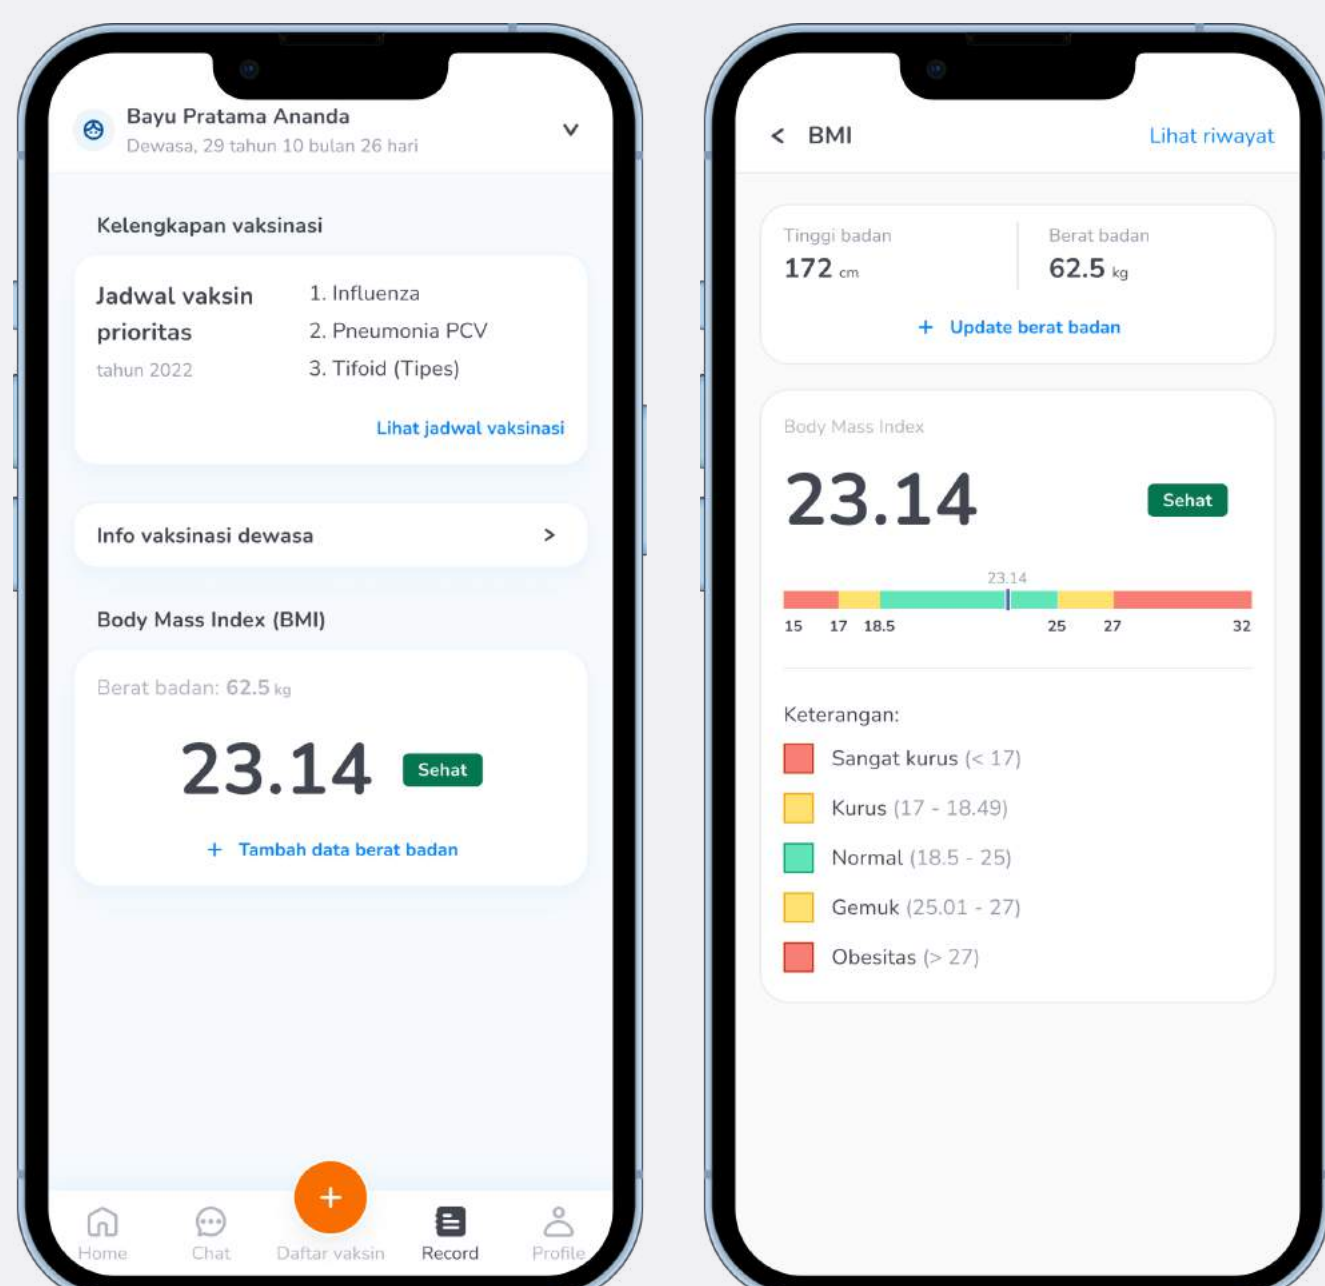 Bayu Pratama Ananda
Dewasa, 29 tahun 10 bulan 26 hari
Kelengkapan vaksinasi
Jadwal vaksin
prioritas
tahun 2022
1. Influenza
2. Pneumonia PCV
3. Tifoid (Tipes)
Lihat jadwal vaksinasi
Info vaksinasi dewasa
Body Mass Index (BMI)
Berat badan: 62.5 kg
23.14 Sehat
+ Tambah data berat badan
Home Chat Daftar vaksin Record Profile
< BMI Lihat riwayat
Tinggi badan
172 cm
Berat badan
62.5 kg
+ Update berat badan
Body Mass Index
23.14 Sehat
23.14
15 17 18.5 25 27 32
Keterangan:
Sangat kurus (< 17)
Kurus (17 - 18.49)
Normal (18.5 - 25)
Gemuk (25.01 - 27)
Obesitas (> 27)